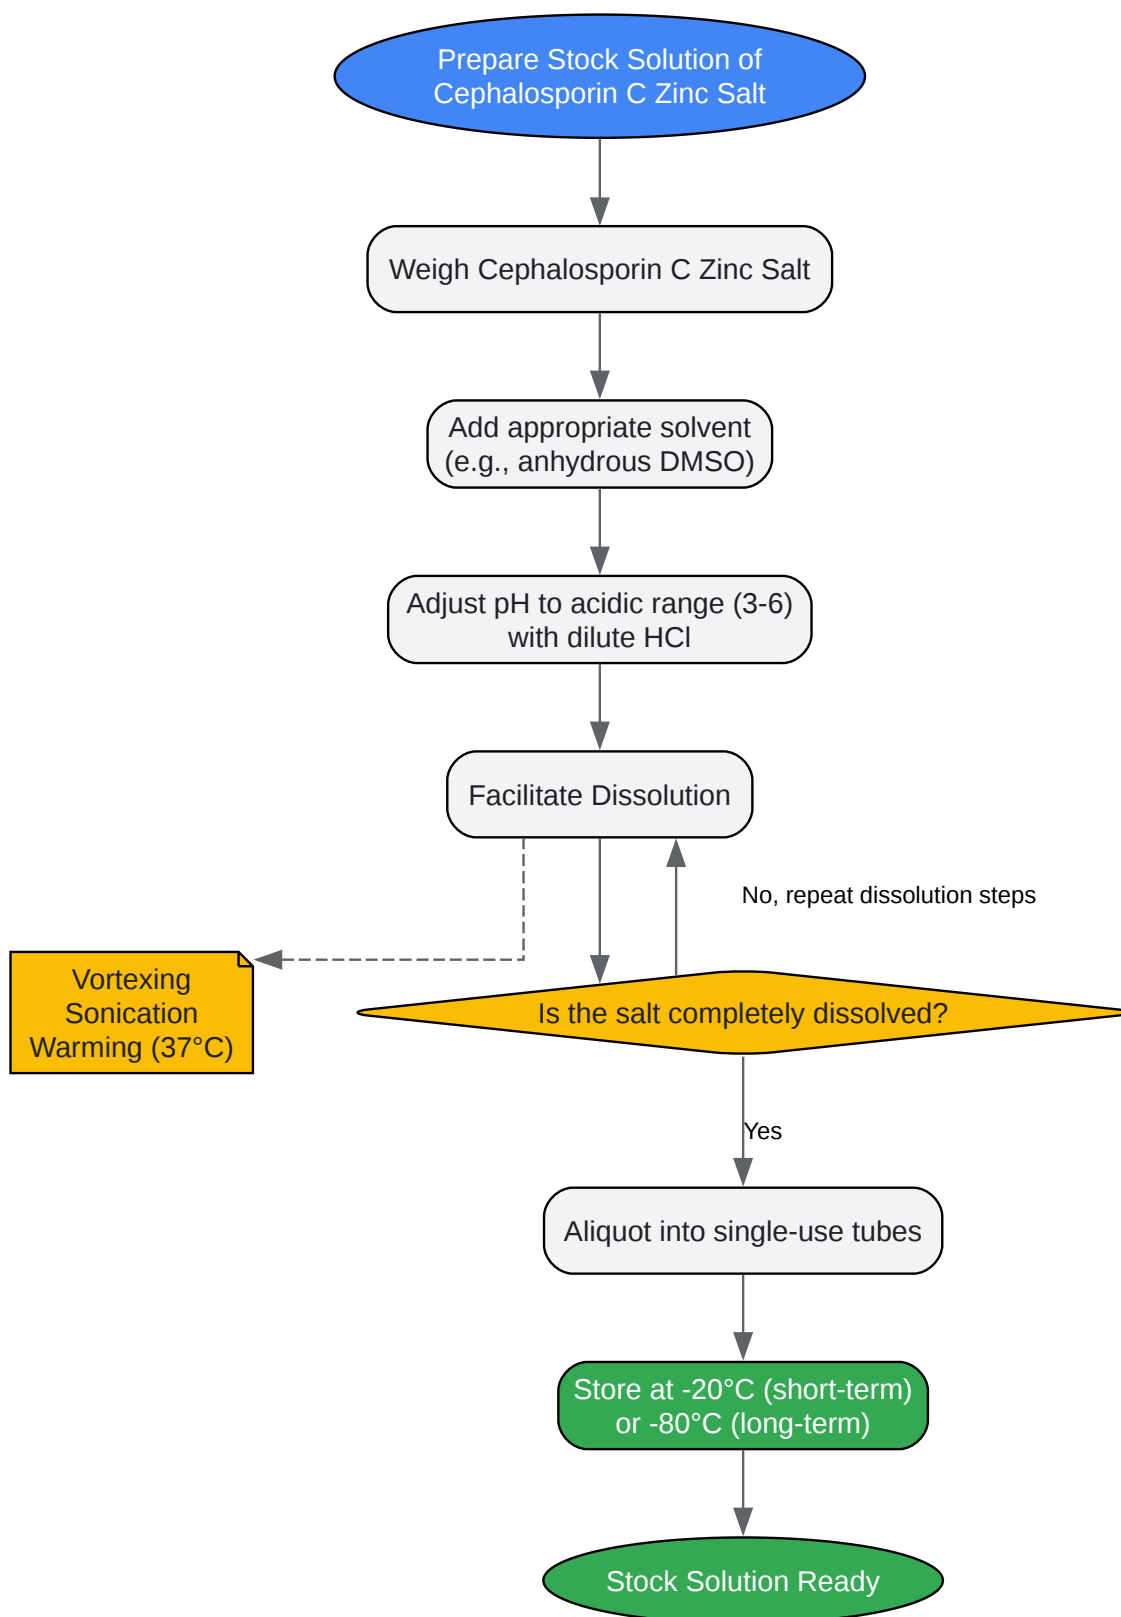 Prepare Stock Solution of
Cephalosporin C Zinc Salt
Weigh Cephalosporin C Zinc Salt
Add appropriate solvent
(e.g., anhydrous DMSO)
Adjust pH to acidic range (3-6)
with dilute HCl
Facilitate Dissolution
No, repeat dissolution steps
Vortexing
Sonication
Warming (37°C)
Is the salt completely dissolved?
Yes
Aliquot into single-use tubes
Store at -20°C (short-term)
or -80°C (long-term)
Stock Solution Ready